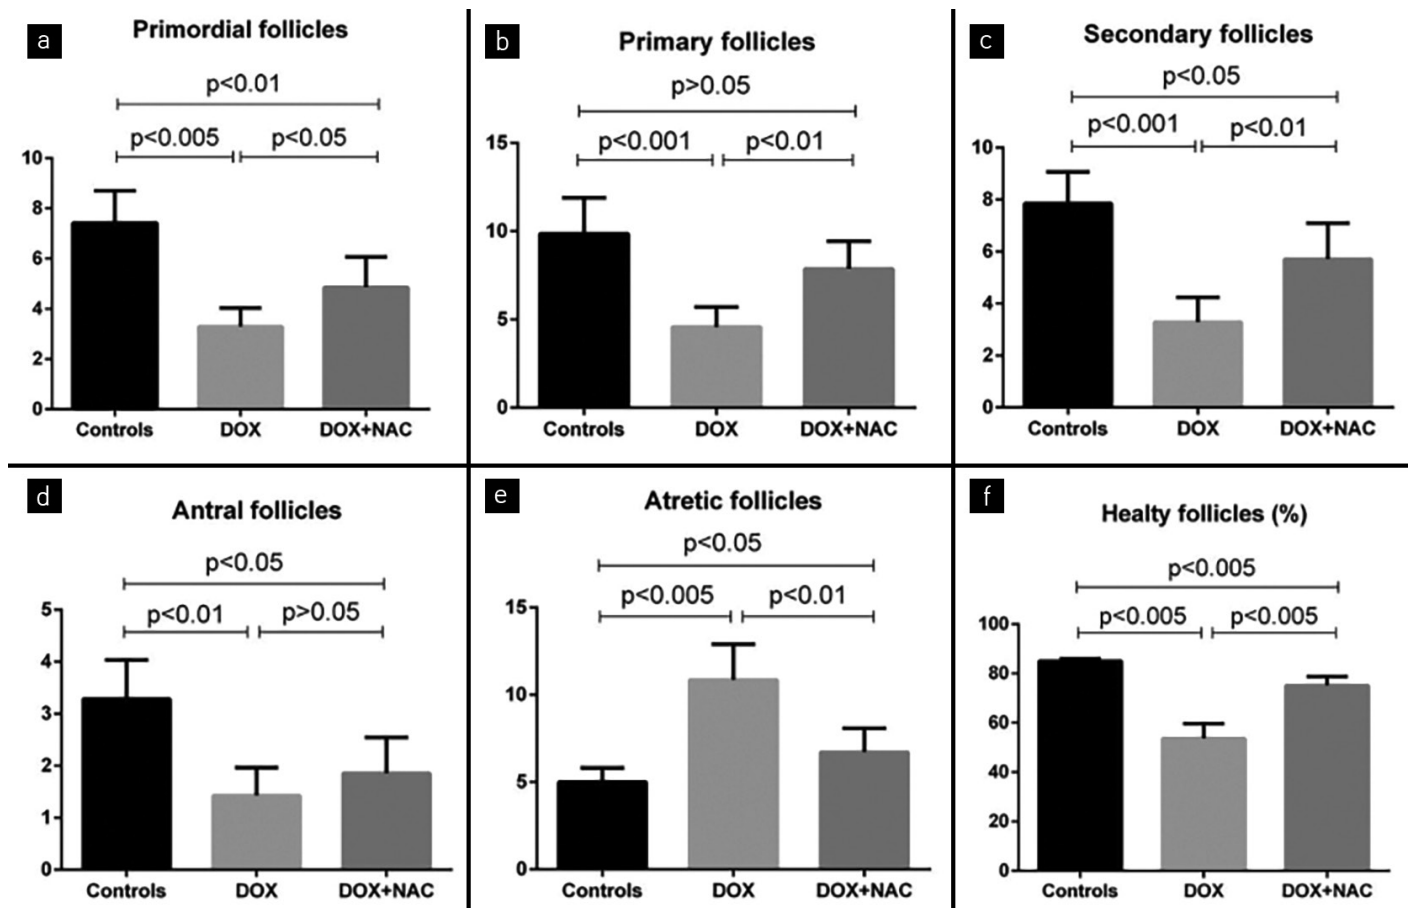 a
Primordial follicles
p<0.01
p<0.005 p<0.05
10
8
6
4
2
0
Controls DOX DOX+NAC
b
Primary follicles
p>0.05
p<0.001 p<0.01
15
10
5
0
Controls DOX DOX+NAC
c
Secondary follicles
p<0.05
p<0.001 p<0.01
10
8
6
4
2
0
Controls DOX DOX+NAC
d
Antral follicles
p<0.05
p<0.01 p>0.05
5
4
3
2
1
0
Controls DOX DOX+NAC
e
Atretic follicles
p<0.05
p<0.005 p<0.01
15
10
5
0
Controls DOX DOX+NAC
f
Healty follicles (%)
p<0.005
p<0.005 p<0.005
100
80
60
40
20
0
Controls DOX DOX+NAC